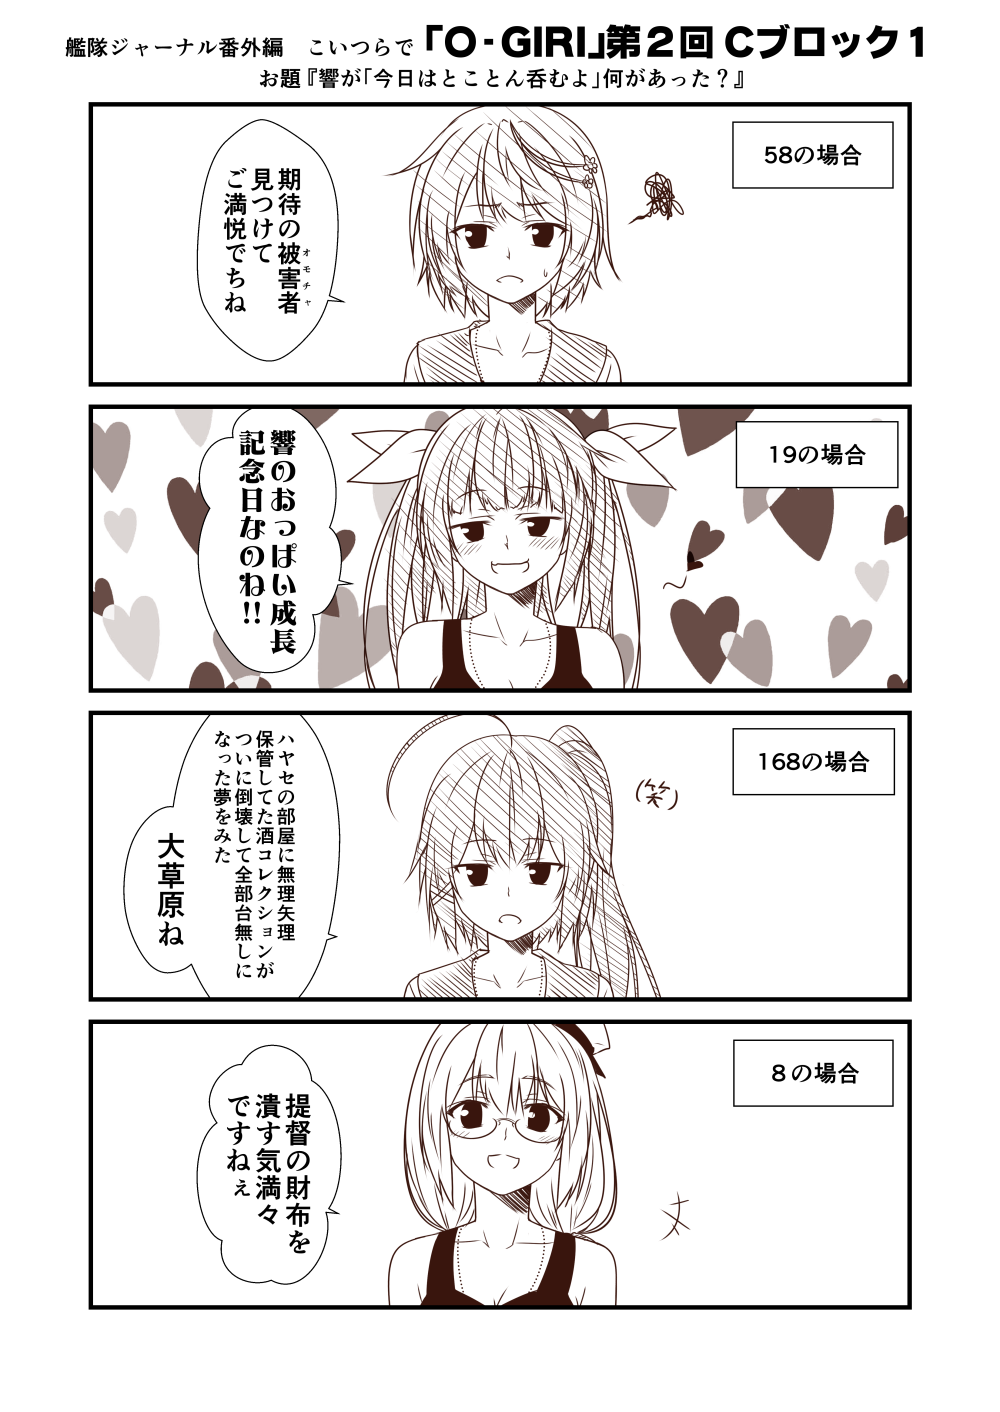 艦隊ジャーナル番外編　こいつらで「O-GIRI」第２回 Cブロック１
お題『響が「今日はとことん呑むよ」何があった？』
58の場合
期待の被害者
オモチャ
見つけて
ご満悦でちね
19の場合
響のおっぱい成長
記念日なのね!!
168の場合
(笑)
ハヤセの部屋に無理矢理
保管してた酒コレクションが
ついに倒壊して全部台無しに
なった夢をみた
大草原ね
８の場合
提督の財布を
潰す気満々
ですねぇ